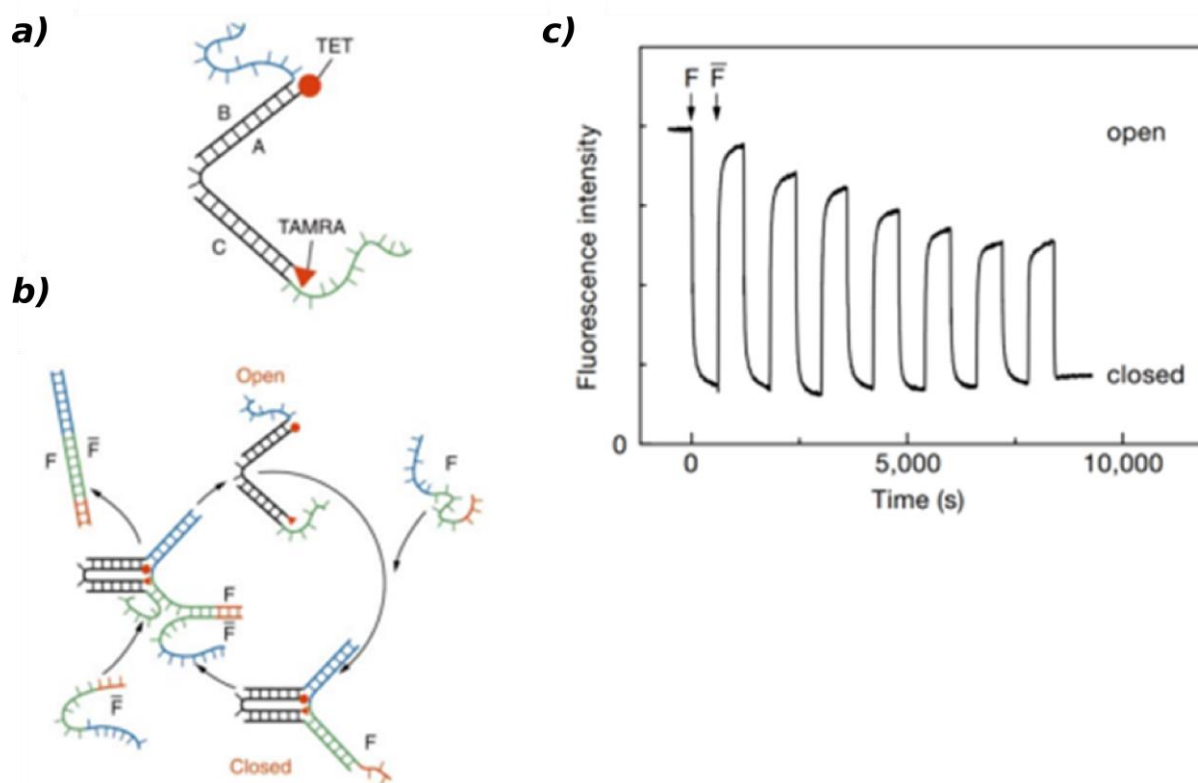 a)
TET
B
A
TAMRA
C
b)
Open
F
F̅
F
F
F̅
F̅
F
Closed
c)
F F̅
open
closed
Fluorescence intensity
0
0 5,000 10,000
Time (s)